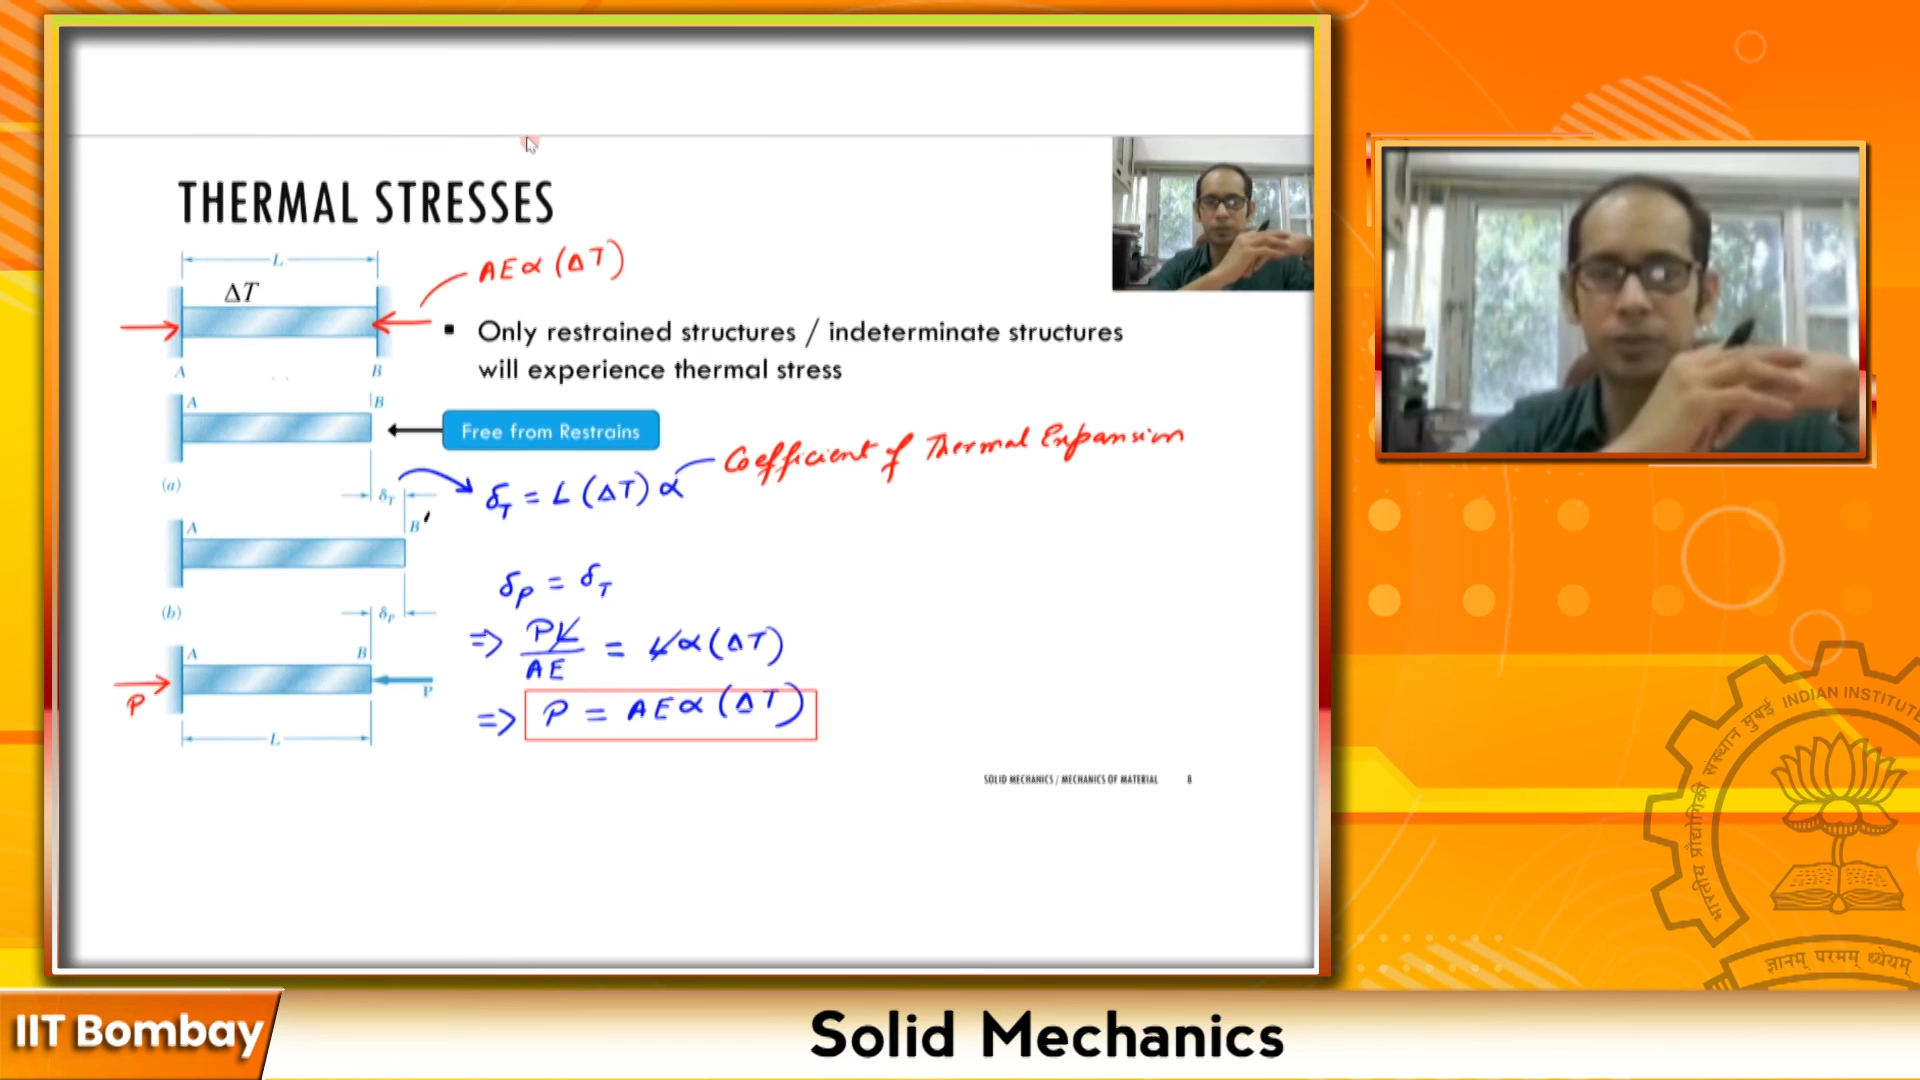 THERMAL STRESSES
L
ΔT
AEα(ΔT)
A
B
▪ Only restrained structures / indeterminate structures
will experience thermal stress
A
B
Free from Restrains
Coefficient of Thermal Expansion
(a)
δT
δT = L(ΔT)α
A
B'
δP = δT
(b)
δP
⇒ PL/AE = Lα(ΔT)
A
B
P
P
⇒ P = AEα(ΔT)
L
SOLID MECHANICS / MECHANICS OF MATERIAL 8
INDIAN INSTITUTE
भारतीय प्रौद्योगिकी संस्थान मुंबई
ज्ञानम् परमम् ध्येयम्
IIT Bombay
Solid Mechanics